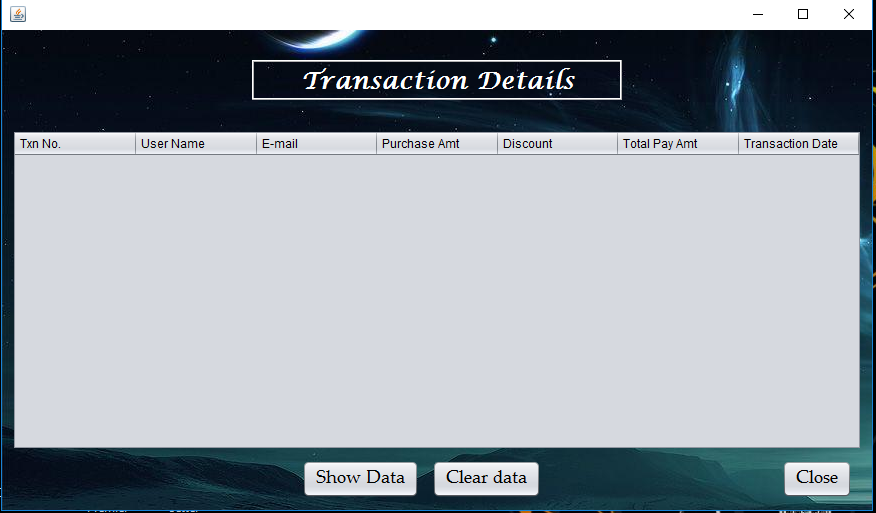 Transaction Details
Txn No. User Name E-mail Purchase Amt Discount Total Pay Amt Transaction Date
Show Data Clear data Close